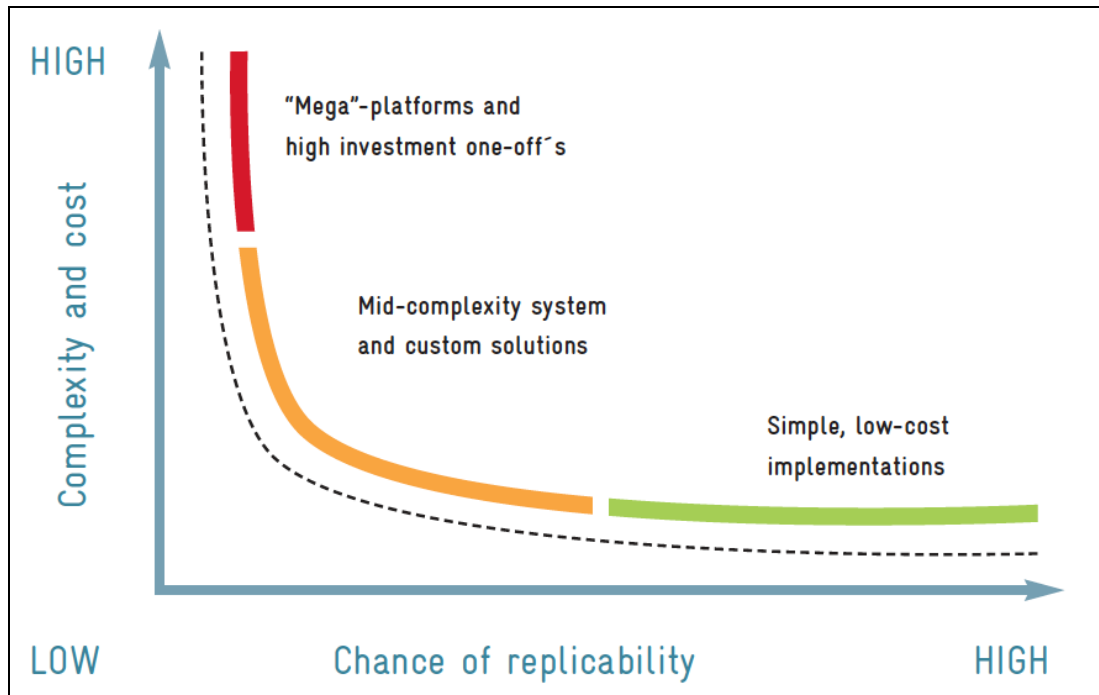 HIGH
"Mega"-platforms and
high investment one-off´s
Complexity and cost
Mid-complexity system
and custom solutions
Simple, low-cost
implementations
LOW
Chance of replicability
HIGH